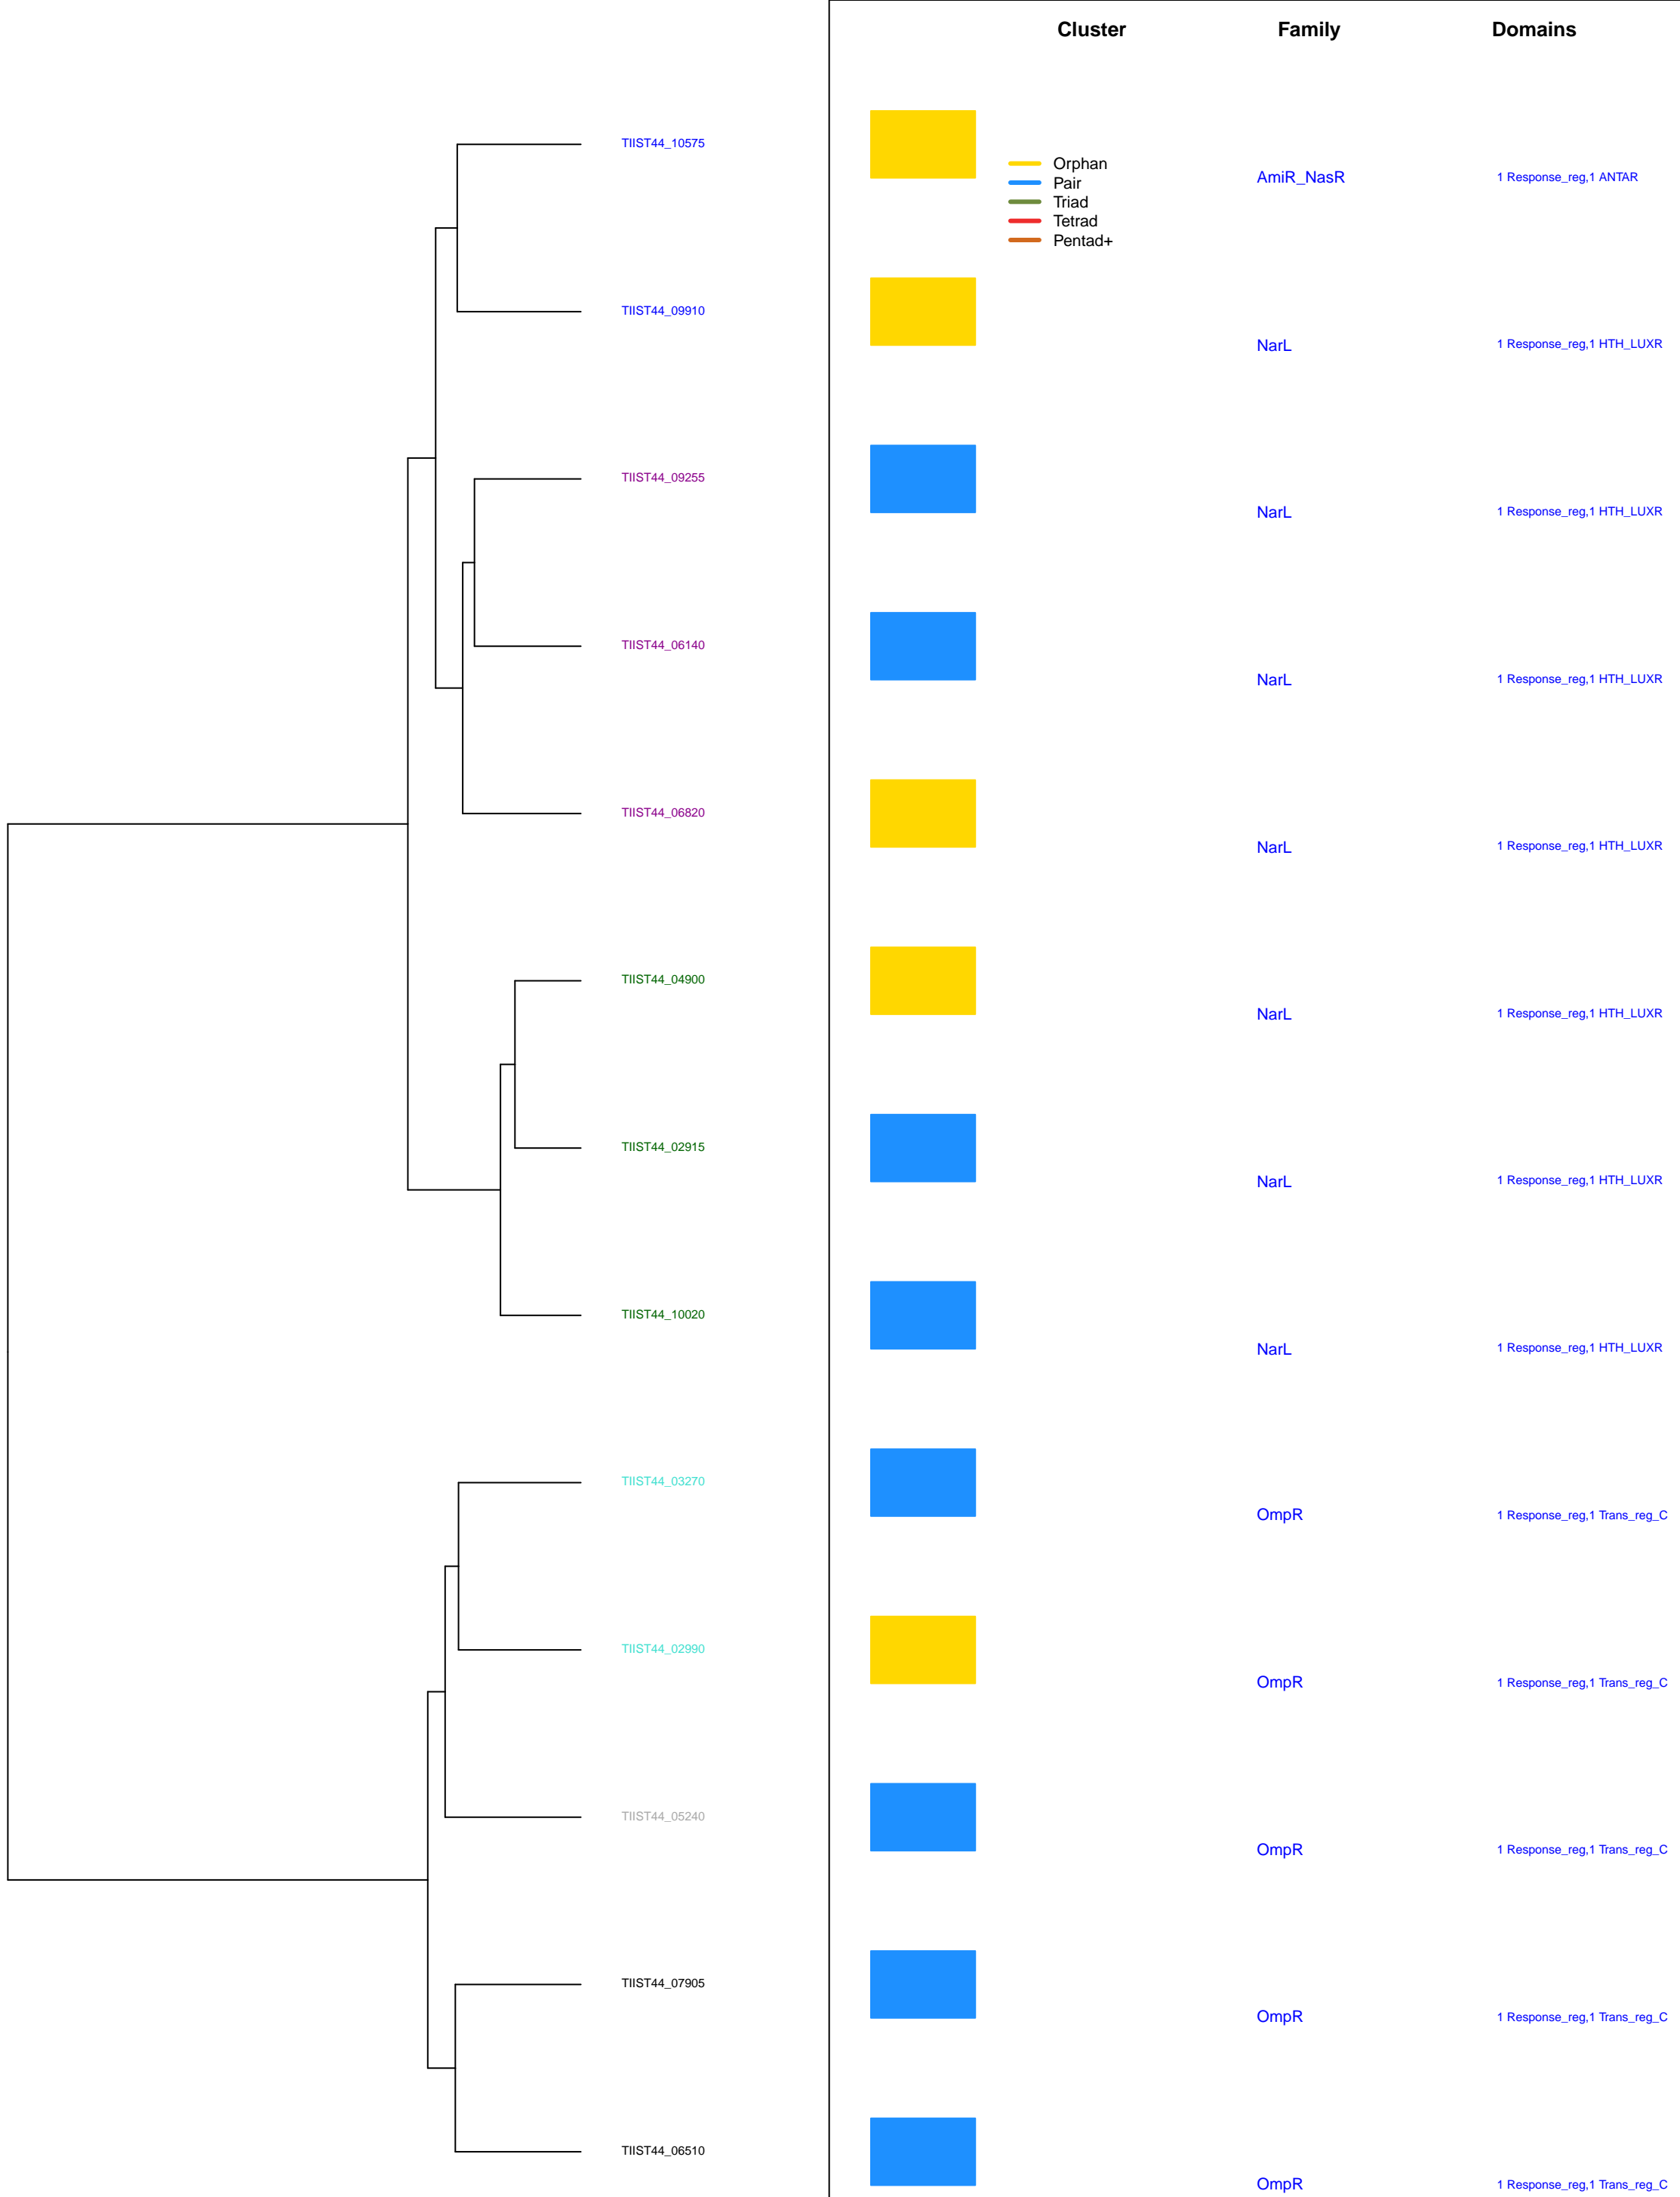 Cluster Family Domains
TIIST44_10575
Orphan
Pair
Triad
Tetrad
Pentad+
AmiR_NasR 1 Response_reg,1 ANTAR
TIIST44_09910
NarL 1 Response_reg,1 HTH_LUXR
TIIST44_09255
NarL 1 Response_reg,1 HTH_LUXR
TIIST44_06140
NarL 1 Response_reg,1 HTH_LUXR
TIIST44_06820
NarL 1 Response_reg,1 HTH_LUXR
TIIST44_04900
NarL 1 Response_reg,1 HTH_LUXR
TIIST44_02915
NarL 1 Response_reg,1 HTH_LUXR
TIIST44_10020
NarL 1 Response_reg,1 HTH_LUXR
TIIST44_03270
OmpR 1 Response_reg,1 Trans_reg_C
TIIST44_02990
OmpR 1 Response_reg,1 Trans_reg_C
TIIST44_05240
OmpR 1 Response_reg,1 Trans_reg_C
TIIST44_07905
OmpR 1 Response_reg,1 Trans_reg_C
TIIST44_06510
OmpR 1 Response_reg,1 Trans_reg_C